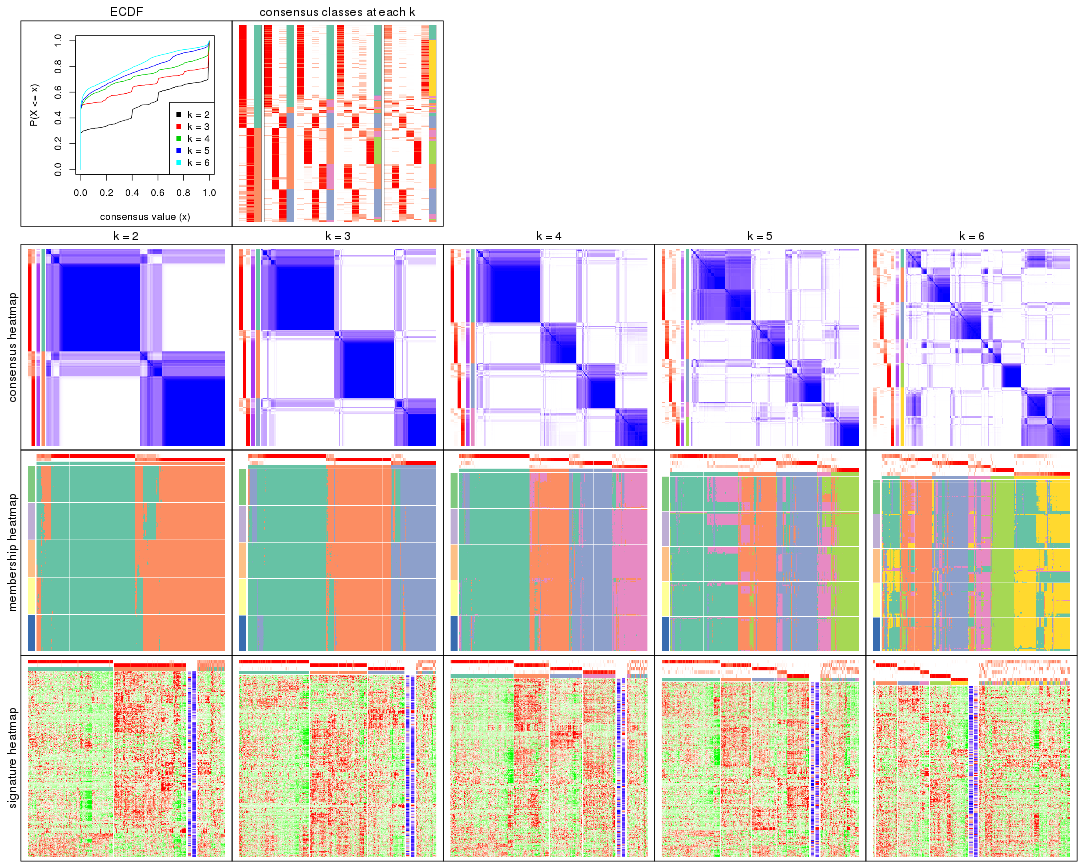 ECDF
consensus classes at each k
P(X <= x)
0.0 0.2 0.4 0.6 0.8 1.0
k = 2
k = 3
k = 4
k = 5
k = 6
0.0 0.2 0.4 0.6 0.8 1.0
consensus value (x)
k = 2 k = 3 k = 4 k = 5 k = 6
consensus heatmap
membership heatmap
signature heatmap